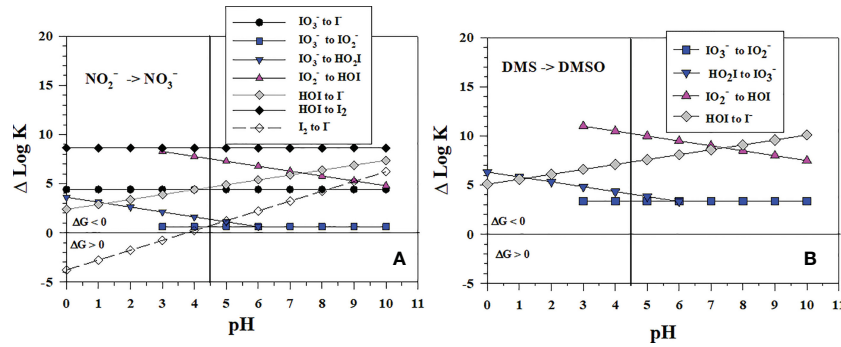 20
15
10
5
0
-5
Δ Log K
NO₂⁻ -> NO₃⁻
IO₃⁻ to I⁻
IO₃⁻ to IO₂⁻
IO₃⁻ to HO₂I
IO₂⁻ to HOI
HOI to I⁻
HOI to I₂
I₂ to I⁻
ΔG < 0
ΔG > 0
A
0 1 2 3 4 5 6 7 8 9 10 11
pH
20
15
10
5
0
-5
Δ Log K
DMS -> DMSO
IO₃⁻ to IO₂⁻
HO₂I to IO₃⁻
IO₂⁻ to HOI
HOI to I⁻
ΔG < 0
ΔG > 0
B
0 1 2 3 4 5 6 7 8 9 10 11
pH